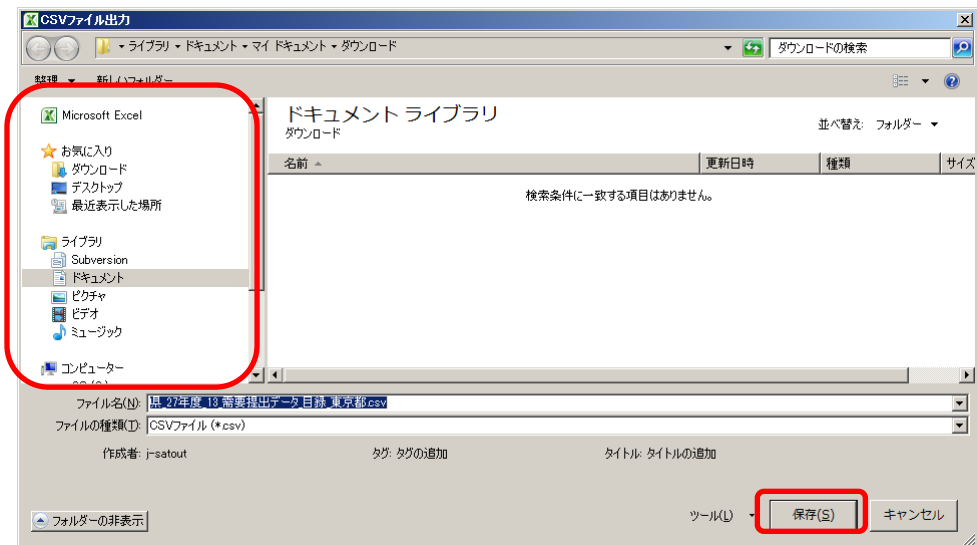 CSVファイル出力
ライブラリ ▾ ドキュメント ▾ マイ ドキュメント ▾ ダウンロード
ダウンロードの検索
整理 ▼ 新しいフォルダー
Microsoft Excel
お気に入り
ダウンロード
デスクトップ
最近表示した場所
ライブラリ
Subversion
ドキュメント
ピクチャ
ビデオ
ミュージック
コンピューター
ドキュメント ライブラリ
ダウンロード
並べ替え: フォルダー ▼
名前 更新日時 種類 サイズ
検索条件に一致する項目はありません。
ファイル名(N): 県_27年度_13_需要提出データ_目録_東京都.csv
ファイルの種類(T): CSVファイル (*.csv)
作成者: j-satout タグ: タグの追加 タイトル: タイトルの追加
フォルダーの非表示 ツール(L) 保存(S) キャンセル